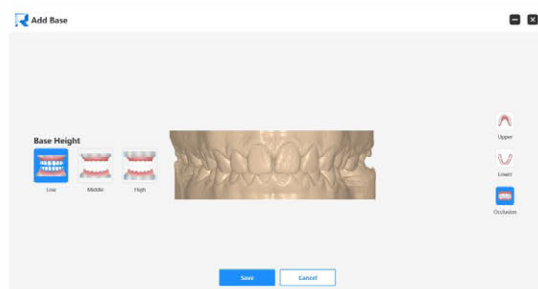 Add Base
Base Height
Low
Middle
High
Upper
Lower
Occlusion
Save
Cancel